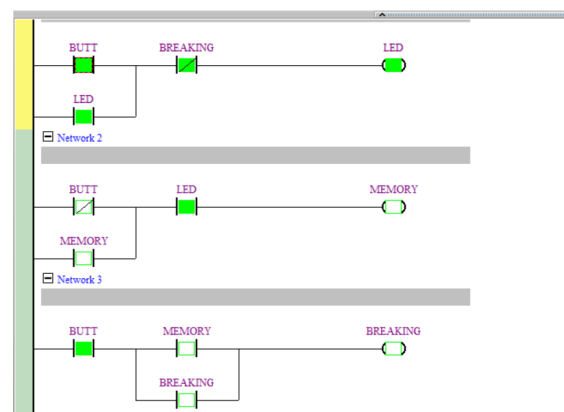 BUTT BREAKING LED
LED
Network 2
BUTT LED MEMORY
MEMORY
Network 3
BUTT MEMORY BREAKING
BREAKING